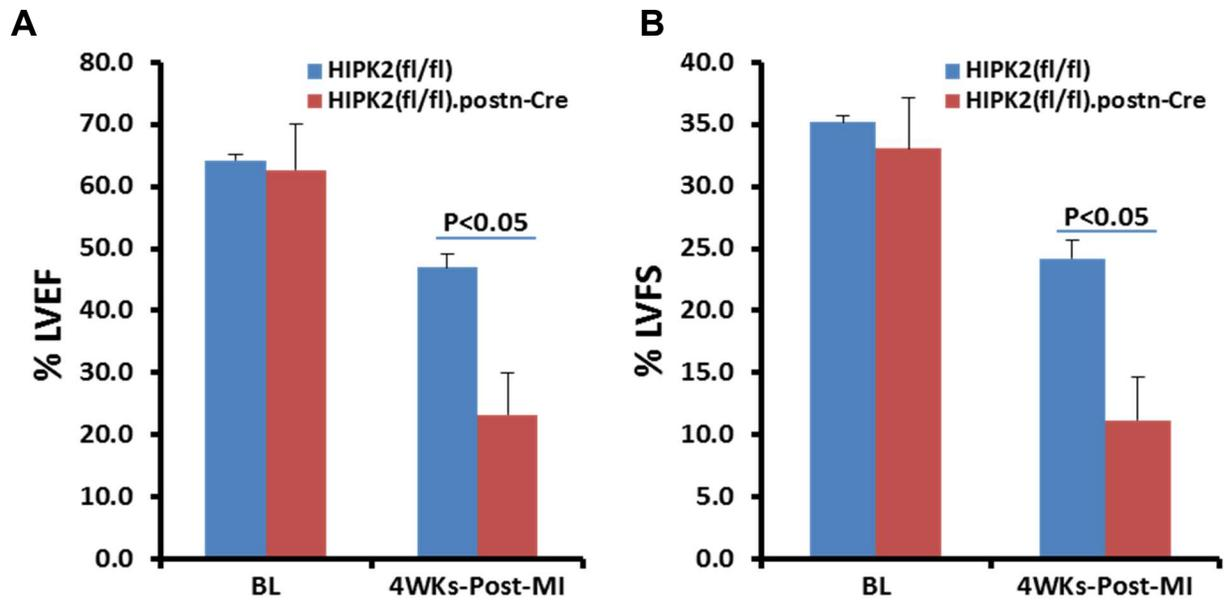 A
% LVEF
80.0
70.0
60.0
50.0
40.0
30.0
20.0
10.0
0.0
HIPK2(fl/fl)
HIPK2(fl/fl).postn-Cre
P<0.05
BL
4WKs-Post-MI
B
% LVFS
40.0
35.0
30.0
25.0
20.0
15.0
10.0
5.0
0.0
HIPK2(fl/fl)
HIPK2(fl/fl).postn-Cre
P<0.05
BL
4WKs-Post-MI